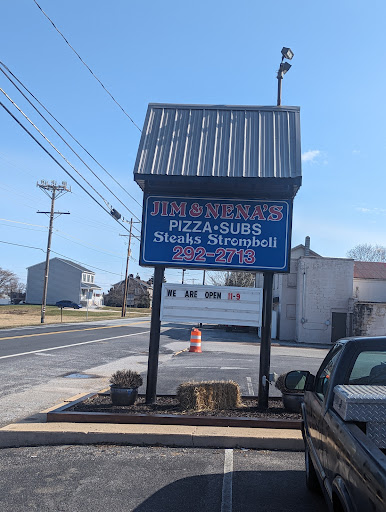 JIM & NENA'S
PIZZA • SUBS
Steaks Stromboli
292-2713
WE ARE OPEN 11-9